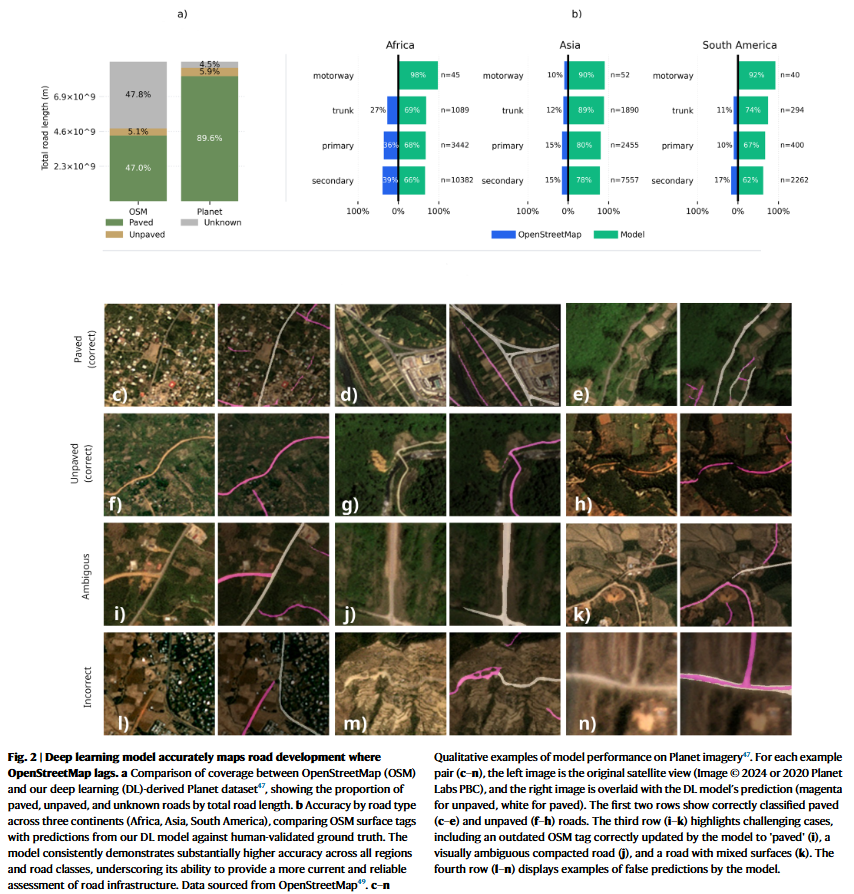 a)
b)
Africa
Asia
South America
Total road length (m)
6.9×10^9
4.6×10^9
2.3×10^9
47.8%
5.1%
47.0%
4.5%
5.9%
89.6%
OSM
Planet
Paved
Unknown
Unpaved
motorway
98%
n=45
trunk
27%
69%
n=1089
primary
36%
68%
n=3442
secondary
39%
66%
n=10382
100%
0%
100%
motorway
10%
90%
n=52
trunk
12%
89%
n=1890
primary
15%
80%
n=2455
secondary
15%
78%
n=7557
100%
0%
100%
motorway
92%
n=40
trunk
11%
74%
n=294
primary
10%
67%
n=400
secondary
17%
62%
n=2262
100%
0%
100%
OpenStreetMap
Model
Paved
(correct)
c)
d)
e)
Unpaved
(correct)
f)
g)
h)
Ambigous
i)
j)
k)
Incorrect
l)
m)
n)
Fig. 2 | Deep learning model accurately maps road development where
OpenStreetMap lags. a Comparison of coverage between OpenStreetMap (OSM)
and our deep learning (DL)-derived Planet dataset47, showing the proportion of
paved, unpaved, and unknown roads by total road length. b Accuracy by road type
across three continents (Africa, Asia, South America), comparing OSM surface tags
with predictions from our DL model against human-validated ground truth. The
model consistently demonstrates substantially higher accuracy across all regions
and road classes, underscoring its ability to provide a more current and reliable
assessment of road infrastructure. Data sourced from OpenStreetMap49. c–n
Qualitative examples of model performance on Planet imagery47. For each example
pair (c–n), the left image is the original satellite view (Image © 2024 or 2020 Planet
Labs PBC), and the right image is overlaid with the DL model's prediction (magenta
for unpaved, white for paved). The first two rows show correctly classified paved
(c–e) and unpaved (f–h) roads. The third row (i–k) highlights challenging cases,
including an outdated OSM tag correctly updated by the model to 'paved' (i), a
visually ambiguous compacted road (j), and a road with mixed surfaces (k). The
fourth row (l–n) displays examples of false predictions by the model.